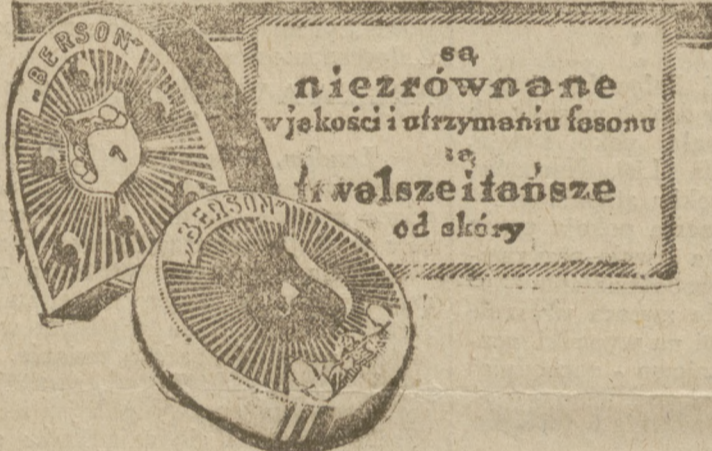 „BERSON”
są
niezrównane
w jakości i utrzymaniu fasonu
są
trwalsze i tańsze
od skóry
„BERSON”